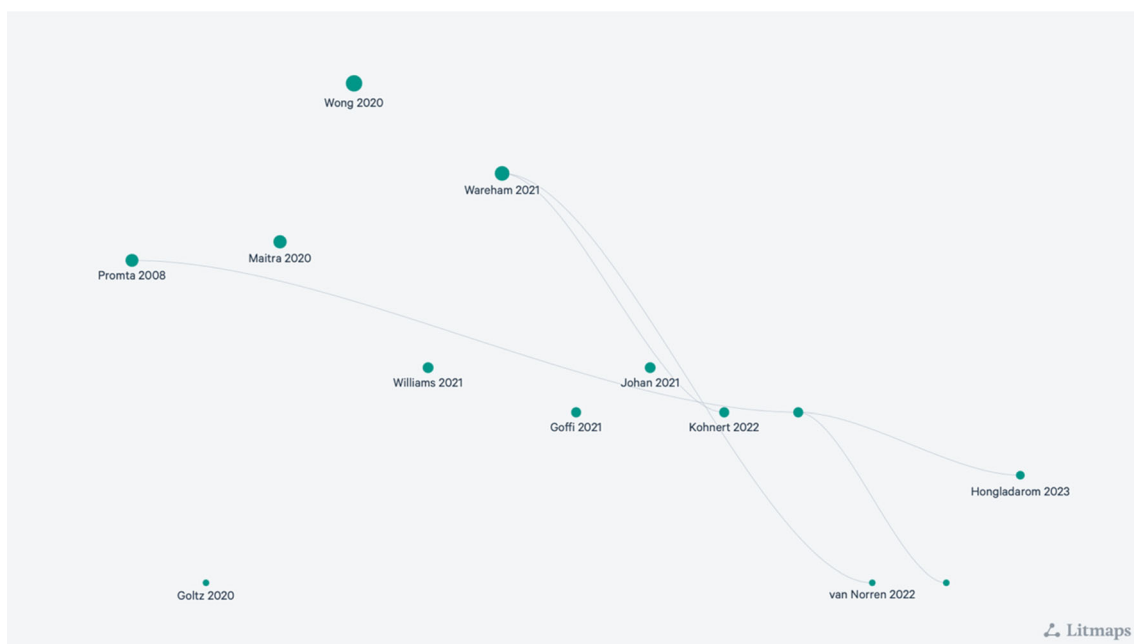 Wong 2020
Wareham 2021
Maitra 2020
Promta 2008
Williams 2021
Johan 2021
Goffi 2021
Kohnert 2022
Hongladarom 2023
Goltz 2020
van Norren 2022
Litmaps